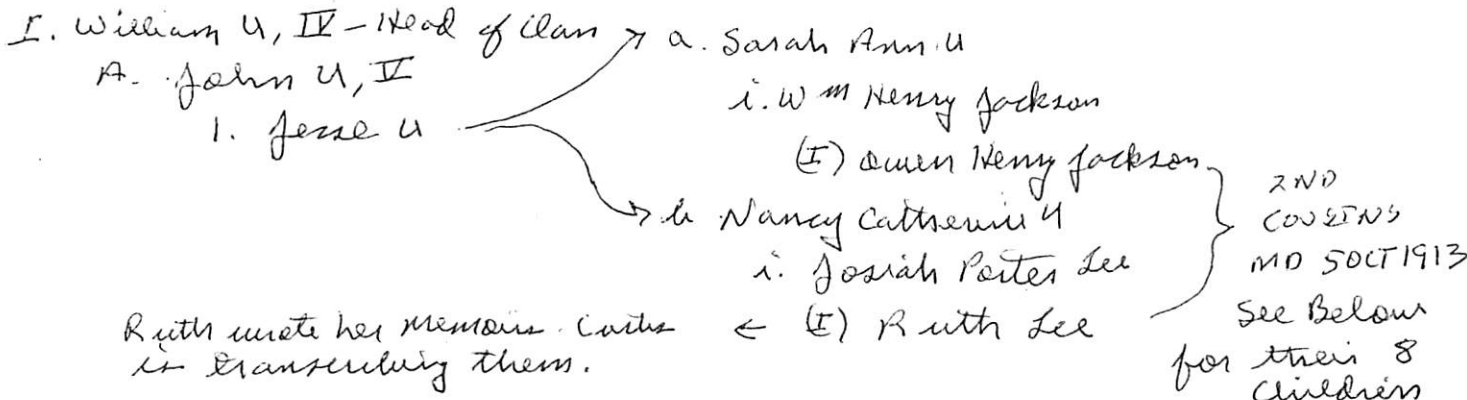 I. William U, IV - Head of Clan
A. John U, V
1. Jesse U
a. Sarah Ann U
i. Wm Henry Jackson
(I) Owen Henry Jackson
b Nancy Catherine U
i. Josiah Porter Lee
(I) Ruth Lee
2ND
COUSINS
MD 5OCT1913
See Below
for their 8
Children
Ruth wrote her memoirs. ←
is transcribing them.